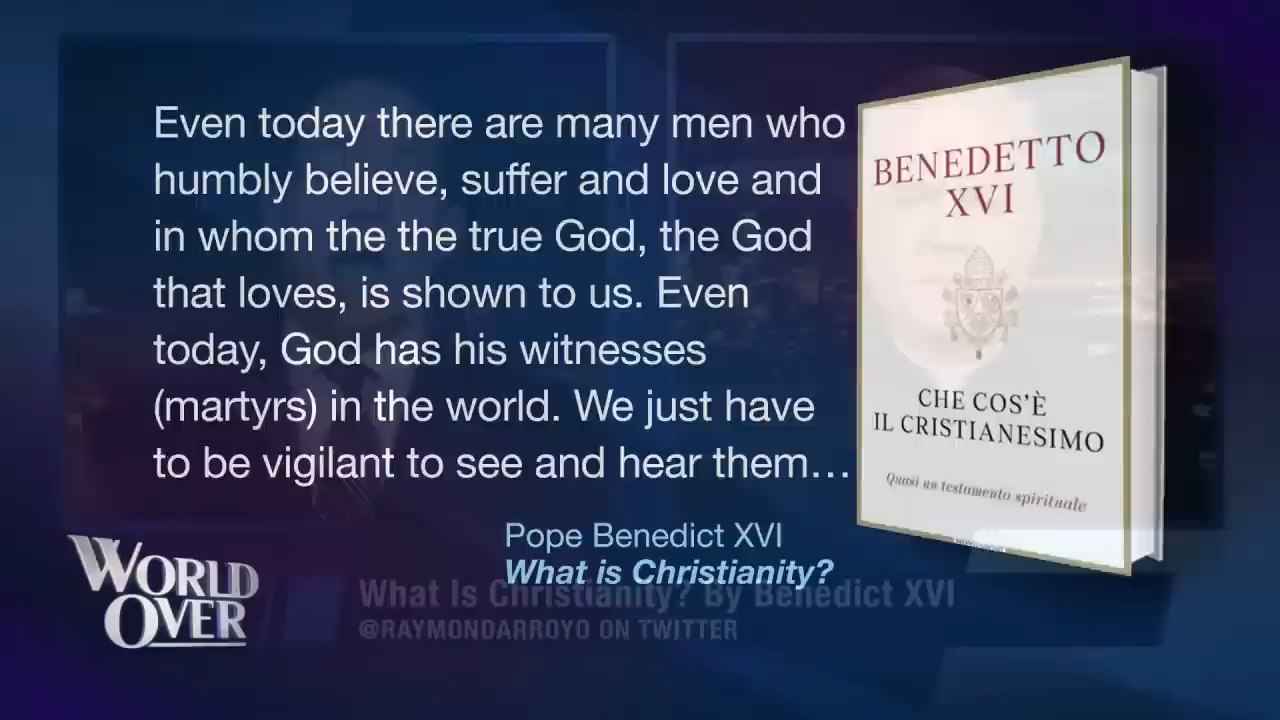 Even today there are many men who
humbly believe, suffer and love and
in whom the the true God, the God
that loves, is shown to us. Even
today, God has his witnesses
(martyrs) in the world. We just have
to be vigilant to see and hear them…
Pope Benedict XVI
What is Christianity?
BENEDETTO
XVI
CHE COS'È
IL CRISTIANESIMO
Quasi un testamento spirituale
WORLD
OVER
What Is Christianity? By Benedict XVI
@RAYMONDARROYO ON TWITTER